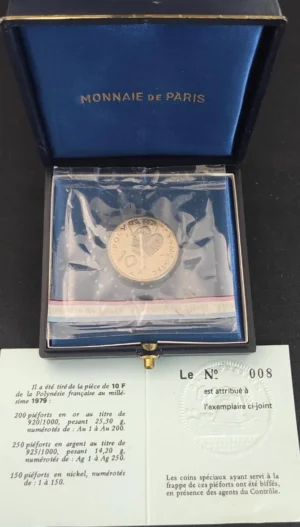 MONNAIE DE PARIS
10
Il a été tiré de la pièce de 10 F
de la Polynésie française au millé-
sime 1979 :
200 piéforts en or au titre de
920/1000, pesant 25,30 g.
numérotés de : Au 1 à Au 200.
250 piéforts en argent au titre de
925/1000, pesant 14,20 g.
numérotés de : Ag 1 à Ag 250.
150 piéforts en nickel, numérotés
de : 1 à 150.
Le N° 008
est attribué à
l'exemplaire ci-joint
Les coins spéciaux ayant servi à la
frappe de ces piéforts ont été biffés,
en présence des agents du Contrôle.